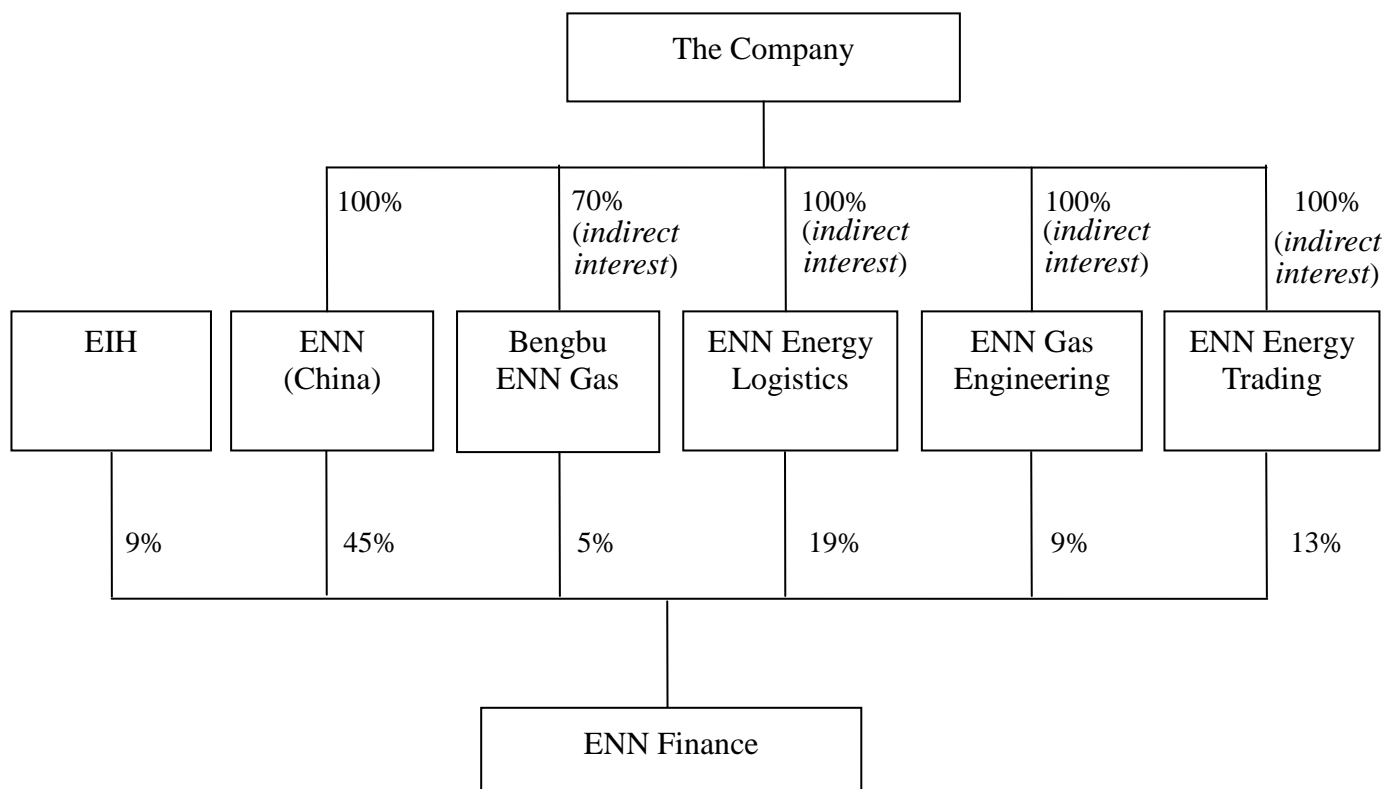 The Company
100%
70%
(indirect
interest)
100%
(indirect
interest)
100%
(indirect
interest)
100%
(indirect
interest)
EIH
ENN
(China)
Bengbu
ENN Gas
ENN Energy
Logistics
ENN Gas
Engineering
ENN Energy
Trading
9%
45%
5%
19%
9%
13%
ENN Finance